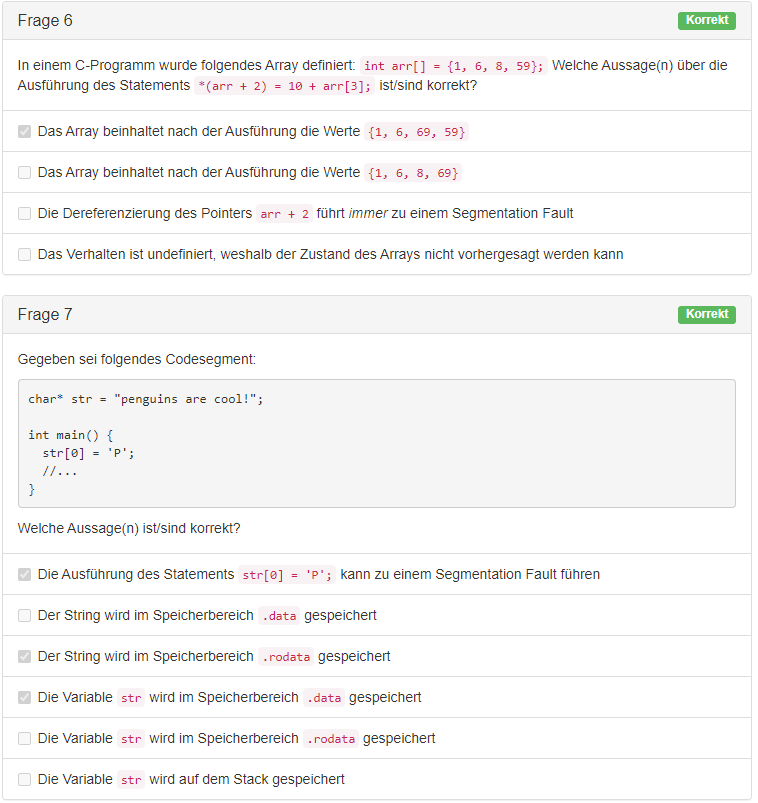 Frage 6 Korrekt
In einem C-Programm wurde folgendes Array definiert: int arr[] = {1, 6, 8, 59}; Welche Aussage(n) über die
Ausführung des Statements *(arr + 2) = 10 + arr[3]; ist/sind korrekt?
Das Array beinhaltet nach der Ausführung die Werte {1, 6, 69, 59}
Das Array beinhaltet nach der Ausführung die Werte {1, 6, 8, 69}
Die Dereferenzierung des Pointers arr + 2 führt immer zu einem Segmentation Fault
Das Verhalten ist undefiniert, weshalb der Zustand des Arrays nicht vorhergesagt werden kann
Frage 7 Korrekt
Gegeben sei folgendes Codesegment:
char* str = "penguins are cool!";
int main() {
str[0] = 'P';
//...
}
Welche Aussage(n) ist/sind korrekt?
Die Ausführung des Statements str[0] = 'P'; kann zu einem Segmentation Fault führen
Der String wird im Speicherbereich .data gespeichert
Der String wird im Speicherbereich .rodata gespeichert
Die Variable str wird im Speicherbereich .data gespeichert
Die Variable str wird im Speicherbereich .rodata gespeichert
Die Variable str wird auf dem Stack gespeichert